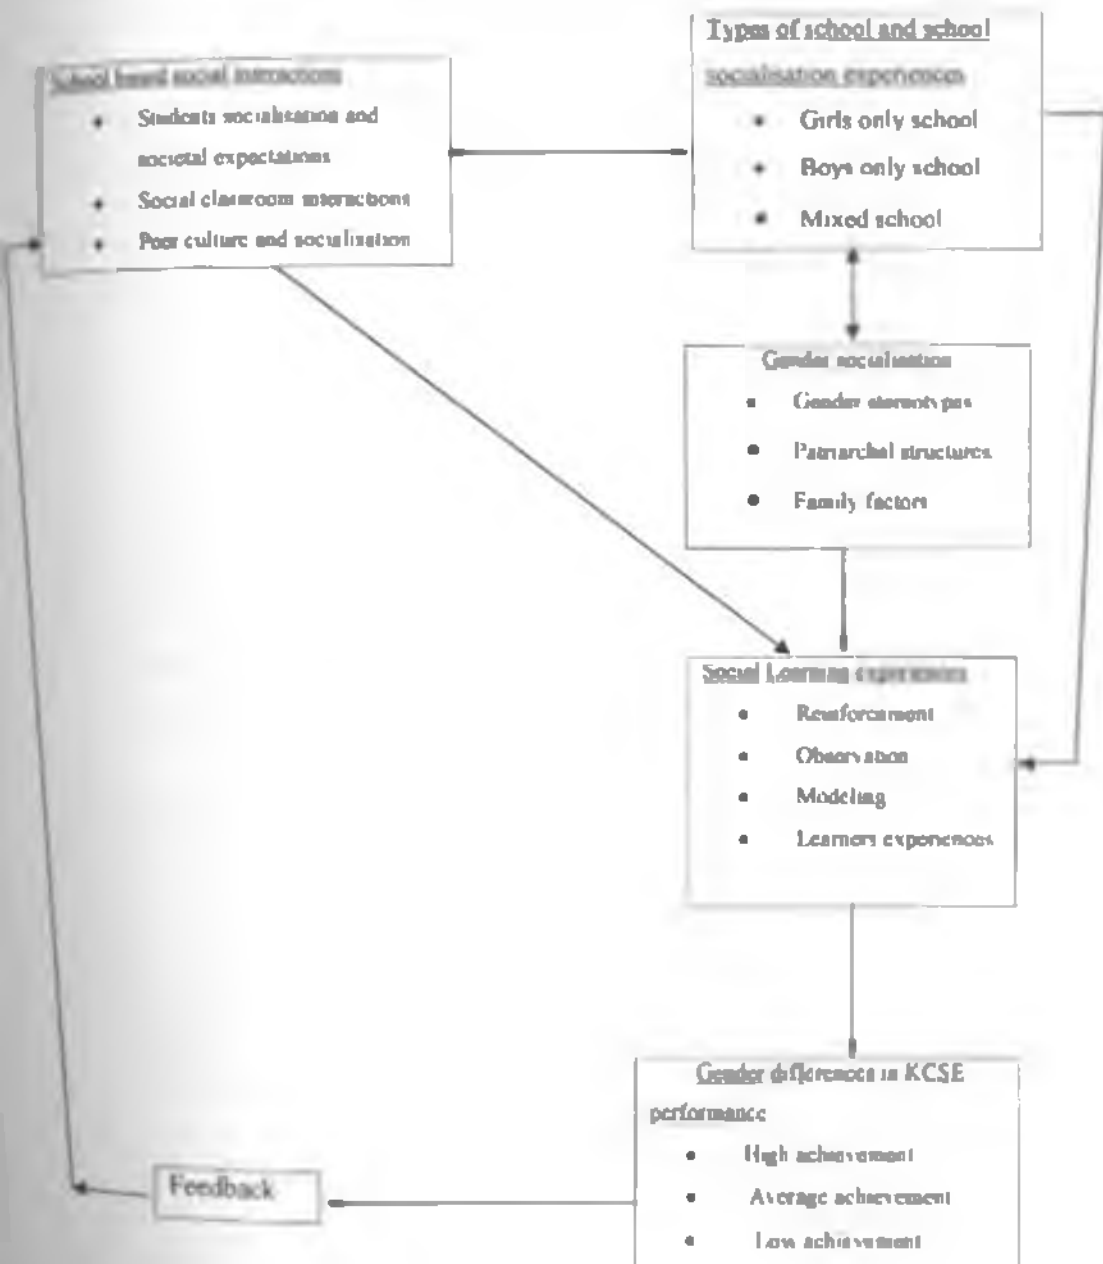 School based social interactions
• Students socialisation and
societal expectations
• Social classroom interactions
• Peer culture and socialisation
Types of school and school
socialisation experiences
• Girls only school
• Boys only school
• Mixed school
Gender socialisation
• Gender stereotypes
• Patriarchal structures
• Family factors
Social Learning experiences
• Reinforcement
• Observation
• Modeling
• Learners experiences
Gender differences in KCSE
performance
• High achievement
• Average achievement
• Low achievement
Feedback